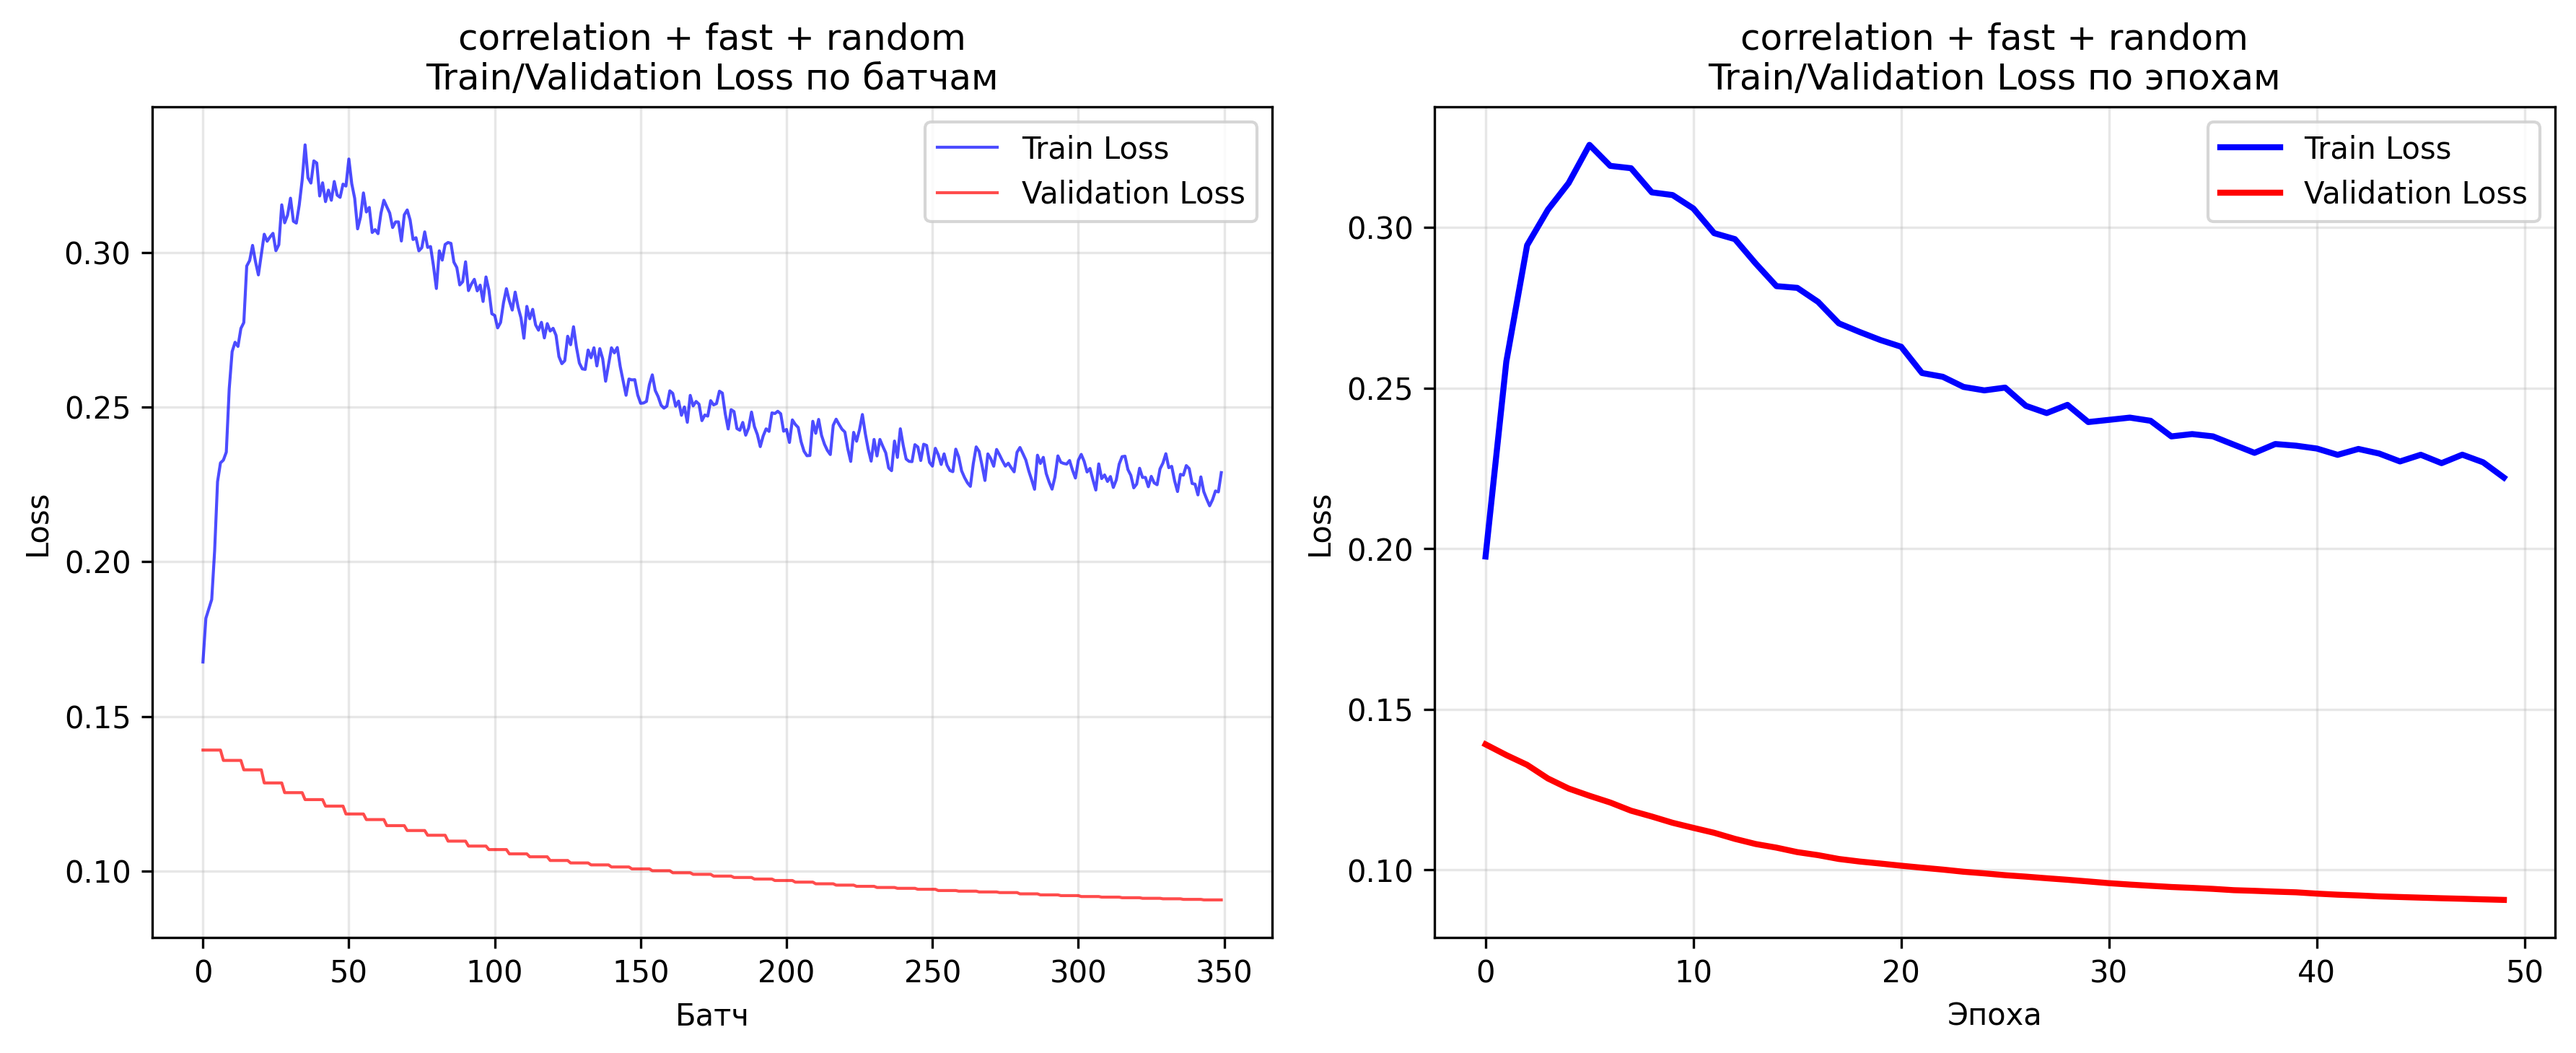 correlation + fast + random
Train/Validation Loss по батчам
Train Loss
Validation Loss
0.30
0.25
0.20
0.15
0.10
Loss
0
50
100
150
200
250
300
350
Батч
correlation + fast + random
Train/Validation Loss по эпохам
Train Loss
Validation Loss
0.30
0.25
0.20
0.15
0.10
Loss
0
10
20
30
40
50
Эпоха